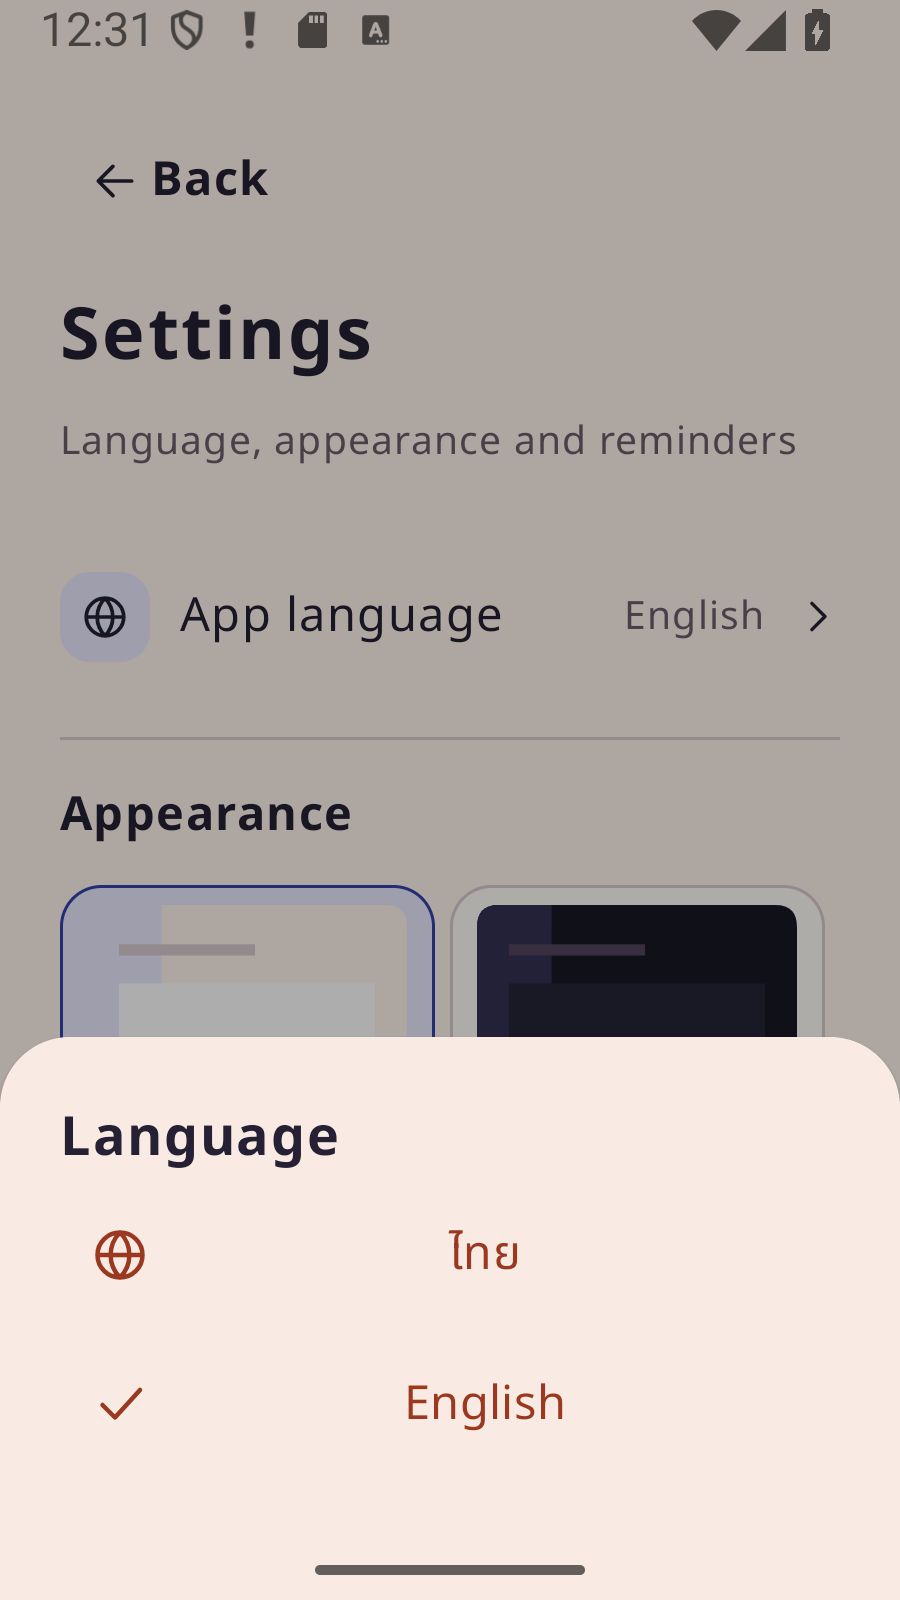 12:31
Back
Settings
Language, appearance and reminders
App language
English
Appearance
Language
ไทย
English